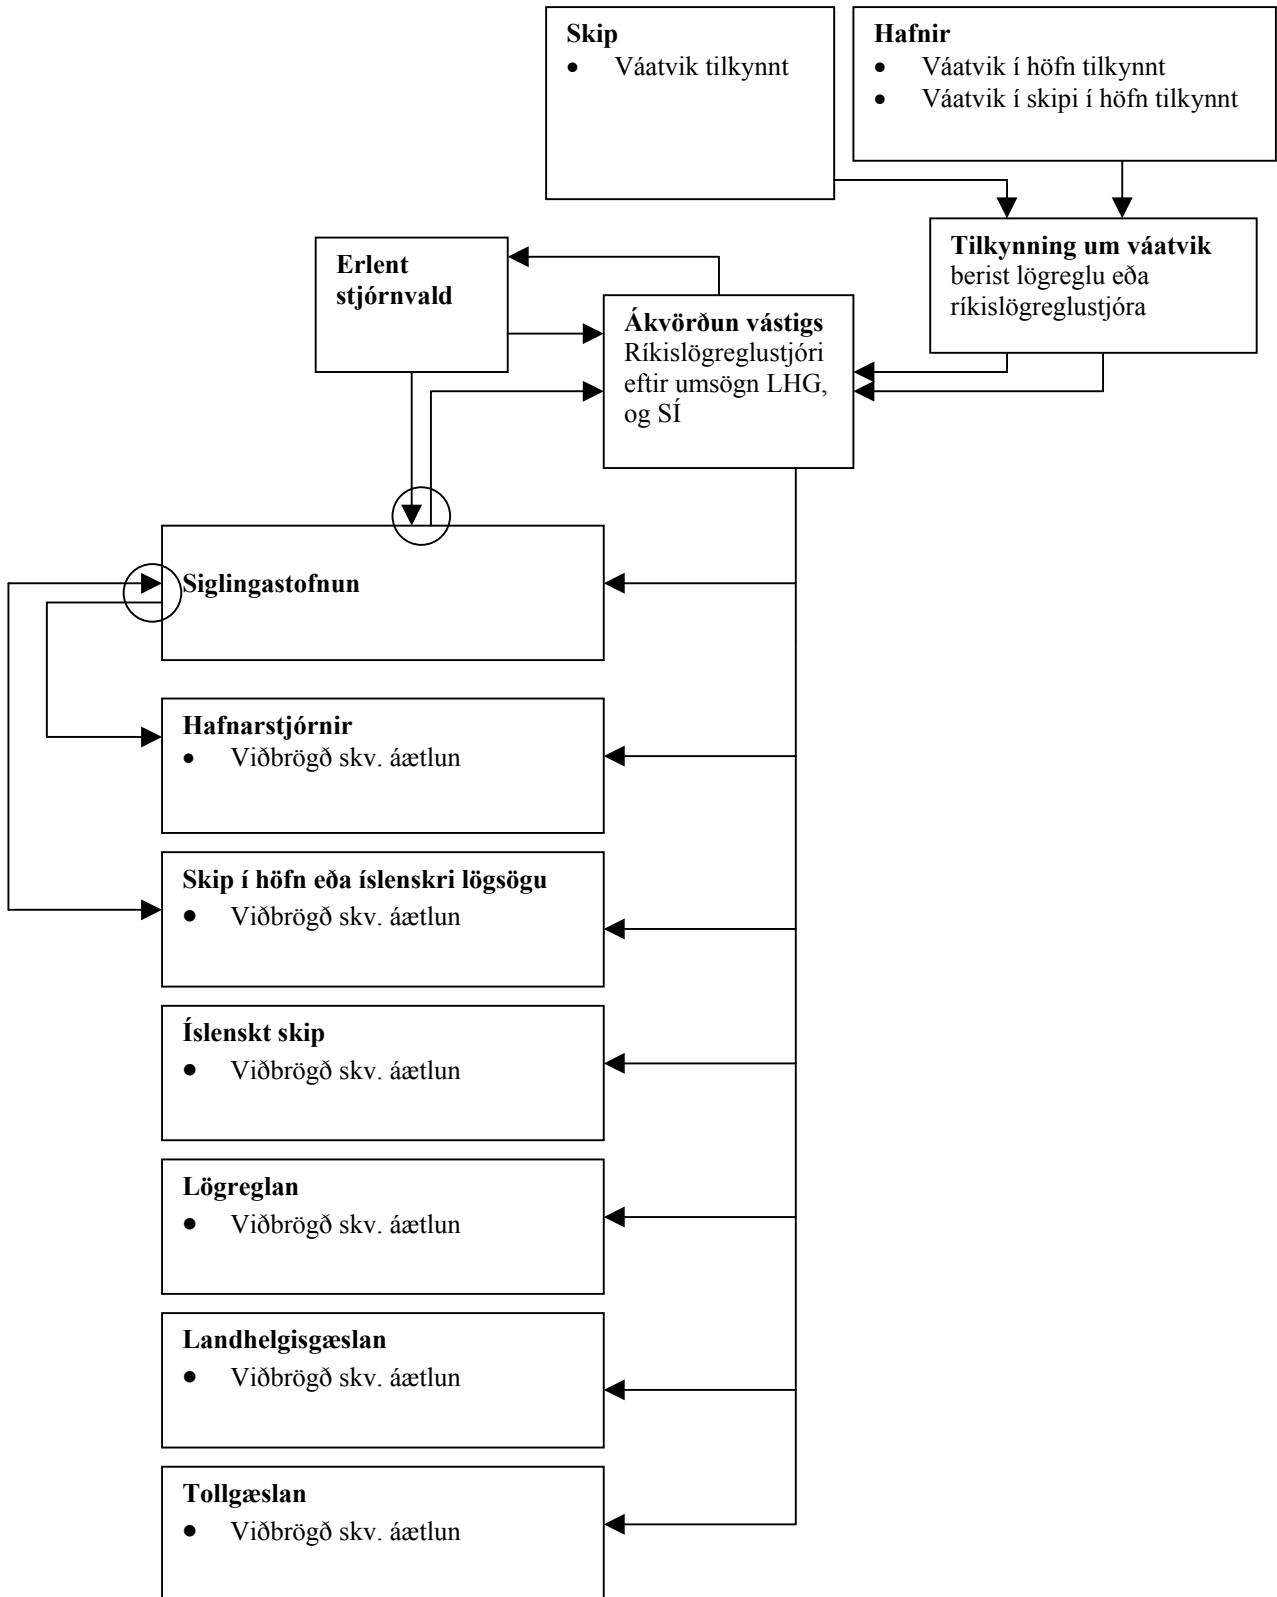 Skip
• Váatvik tilkynnt
Hafnir
• Váatvik í höfn tilkynnt
• Váatvik í skipi í höfn tilkynnt
Tilkynning um váatvik
berist lögreglu eða
ríkislögreglustjóra
Erlent
stjórnvald
Ákvörðun vástigs
Ríkislögreglustjóri
eftir umsögn LHG,
og SÍ
Siglingastofnun
Hafnarstjórnir
• Viðbrögð skv. áætlun
Skip í höfn eða íslenskri lögsögu
• Viðbrögð skv. áætlun
Íslenskt skip
• Viðbrögð skv. áætlun
Lögreglan
• Viðbrögð skv. áætlun
Landhelgisgæslan
• Viðbrögð skv. áætlun
Tollgæslan
• Viðbrögð skv. áætlun